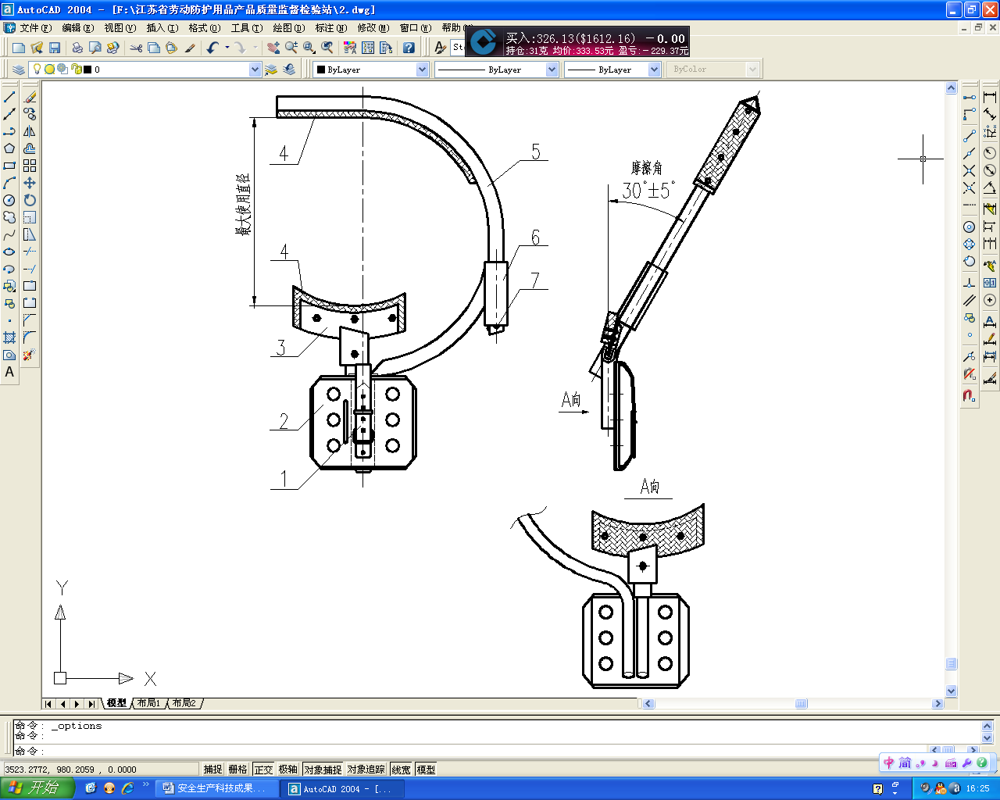 AutoCAD 2004 - [F:\江苏省劳动防护用品产品质量监督检验站\2.dwg]
文件(F) 编辑(E) 视图(V) 插入(I) 格式(O) 工具(T) 绘图(D) 标注(N) 修改(M) 窗口(W) 帮助
买入:326.13($1612.16) -0.00
持仓:31克 均价:333.53元 盈亏:-229.37元
St
0
ByLayer
ByLayer
ByLayer
ByColor
4
5
最大使用直径
摩擦角
30°±5°
4
6
7
3
2
1
A向
A向
Y
X
A
模型
布局1
布局2
命令: _options
命令:
命令:
3523.2772, 980.2059 , 0.0000
捕捉 栅格 正交 极轴 对象捕捉 对象追踪 线宽 模型
中 简
开始
安全生产科技成果...
AutoCAD 2004 - [...
16:25